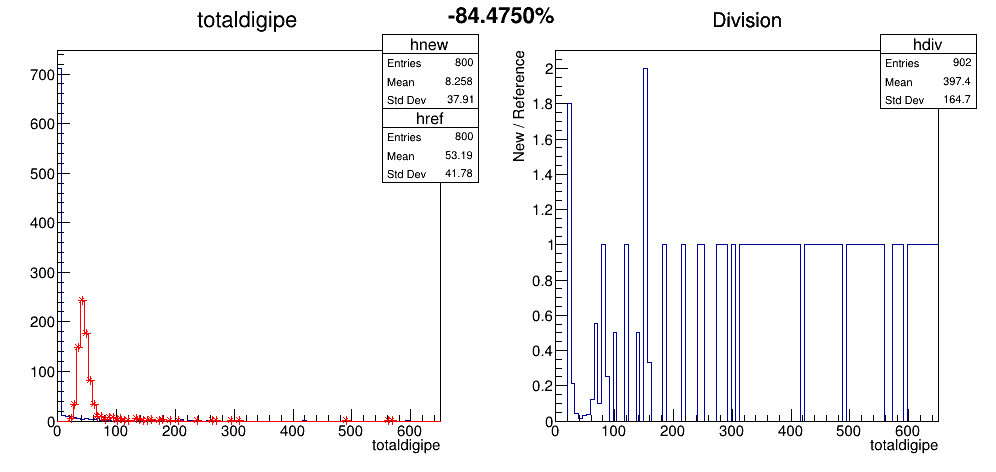 -84.4750%
totaldigipe
hnew
Entries 800
Mean 8.258
Std Dev 37.91
href
Entries 800
Mean 53.19
Std Dev 41.78
700
600
500
400
300
200
100
0
0 100 200 300 400 500 600
totaldigipe
Division
hdiv
Entries 902
Mean 397.4
Std Dev 164.7
New / Reference
2
1.8
1.6
1.4
1.2
1
0.8
0.6
0.4
0.2
0
0 100 200 300 400 500 600
totaldigipe